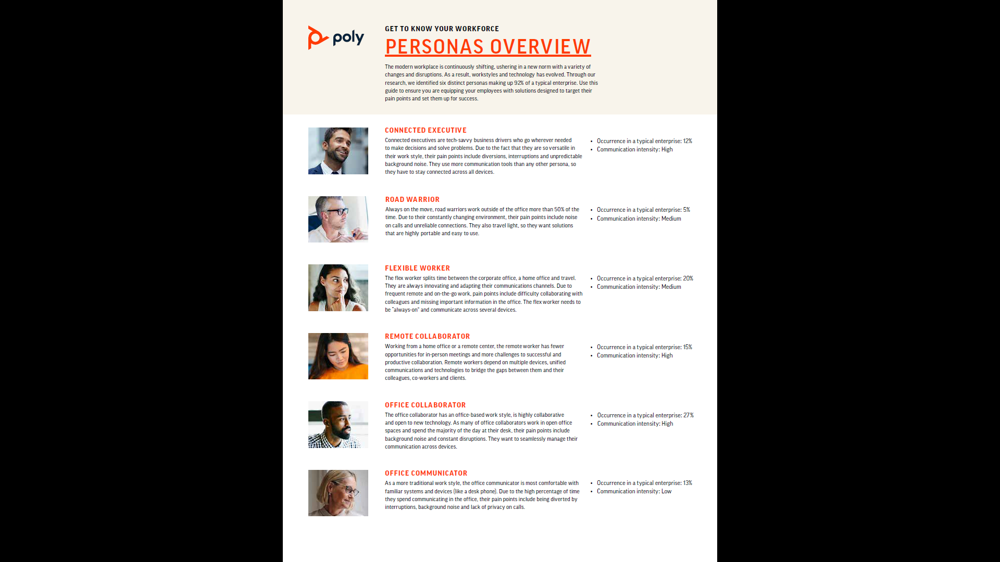 poly
GET TO KNOW YOUR WORKFORCE
PERSONAS OVERVIEW
The modern workplace is continuously shifting, ushering in a new norm with a variety of
changes and disruptions. As a result, workstyles and technology has evolved. Through our
research, we identified six distinct personas making up 92% of a typical enterprise. Use this
guide to ensure you are equipping your employees with solutions designed to target their
pain points and set them up for success.
CONNECTED EXECUTIVE
Connected executives are tech-savvy business drivers who go wherever needed
to make decisions and solve problems. Due to the fact that they are so versatile in
their work style, their pain points include diversions, interruptions and unpredictable
background noise. They use more communication tools than any other persona, so
they have to stay connected across all devices.
• Occurrence in a typical enterprise: 12%
• Communication intensity: High
ROAD WARRIOR
Always on the move, road warriors work outside of the office more than 50% of the
time. Due to their constantly changing environment, their pain points include noise
on calls and unreliable connections. They also travel light, so they want solutions
that are highly portable and easy to use.
• Occurrence in a typical enterprise: 5%
• Communication intensity: Medium
FLEXIBLE WORKER
The flex worker splits time between the corporate office, a home office and travel.
They are always innovating and adapting their communications channels. Due to
frequent remote and on-the-go work, pain points include difficulty collaborating with
colleagues and missing important information in the office. The flex worker needs to
be "always-on" and communicate across several devices.
• Occurrence in a typical enterprise: 20%
• Communication intensity: Medium
REMOTE COLLABORATOR
Working from a home office or a remote center, the remote worker has fewer
opportunities for in-person meetings and more challenges to successful and
productive collaboration. Remote workers depend on multiple devices, unified
communications and technologies to bridge the gaps between them and their
colleagues, co-workers and clients.
• Occurrence in a typical enterprise: 15%
• Communication intensity: High
OFFICE COLLABORATOR
The office collaborator has an office-based work style, is highly collaborative
and open to new technology. As many of office collaborators work in open office
spaces and spend the majority of the day at their desk, their pain points include
background noise and constant disruptions. They want to seamlessly manage their
communication across devices.
• Occurrence in a typical enterprise: 27%
• Communication intensity: High
OFFICE COMMUNICATOR
As a more traditional work style, the office communicator is most comfortable with
familiar systems and devices (like a desk phone). Due to the high percentage of time
they spend communicating in the office, their pain points include being diverted by
interruptions, background noise and lack of privacy on calls.
• Occurrence in a typical enterprise: 13%
• Communication intensity: Low